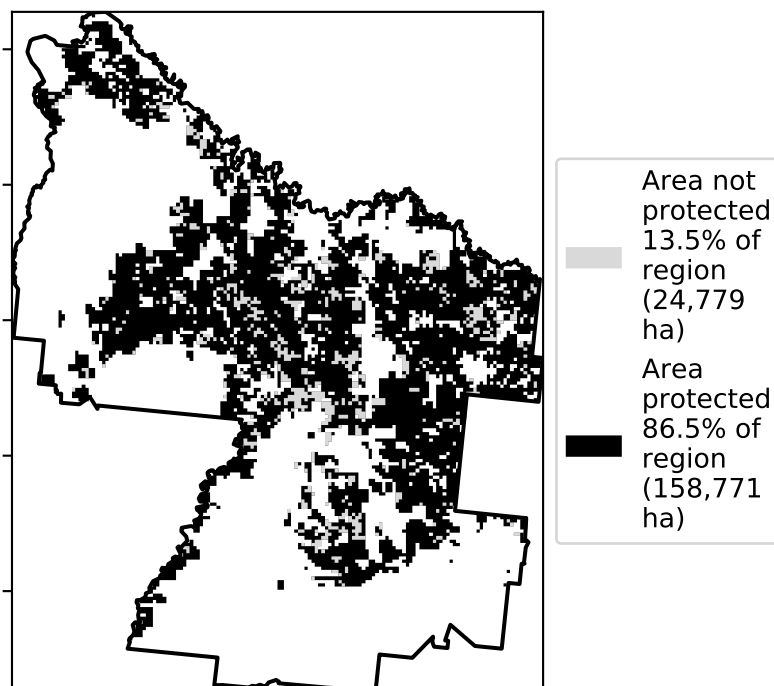 Area not
protected
13.5% of
region
(24,779
ha)
Area
protected
86.5% of
region
(158,771
ha)